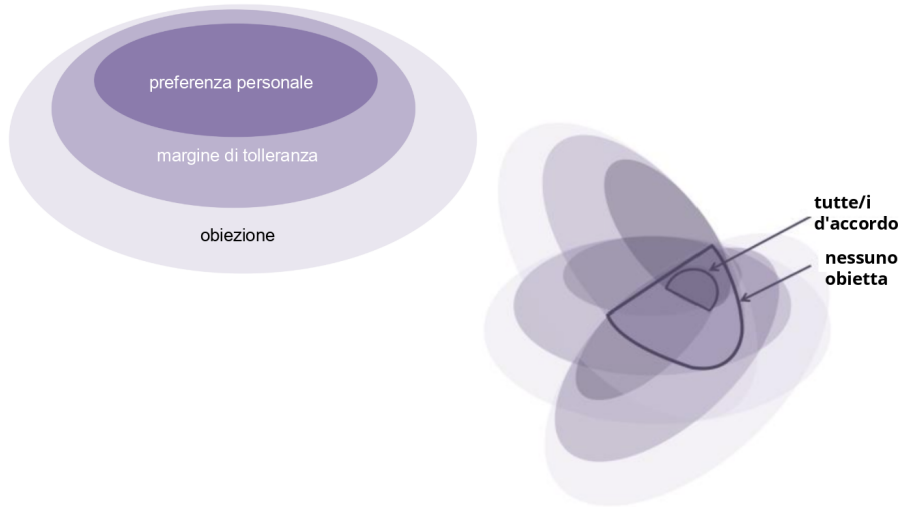 preferenza personale
margine di tolleranza
obiezione
tutte/i
d'accordo
nessuno
obietta